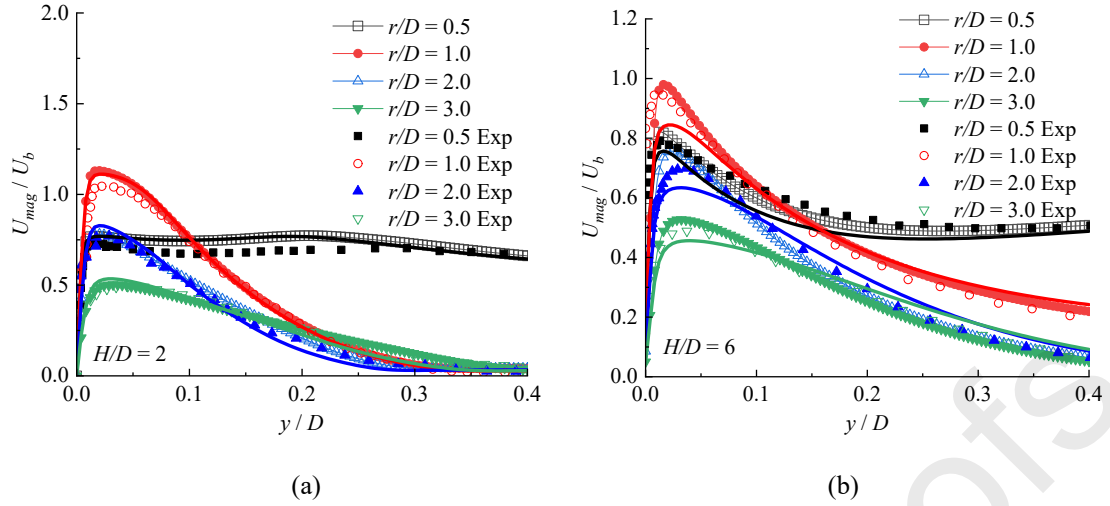 2.0
1.5
1.0
0.5
0.0
U_mag / U_b
r/D = 0.5
r/D = 1.0
r/D = 2.0
r/D = 3.0
r/D = 0.5 Exp
r/D = 1.0 Exp
r/D = 2.0 Exp
r/D = 3.0 Exp
H/D = 2
0.0 0.1 0.2 0.3 0.4
y / D
(a)
1.2
1.0
0.8
0.6
0.4
0.2
0.0
U_mag / U_b
r/D = 0.5
r/D = 1.0
r/D = 2.0
r/D = 3.0
r/D = 0.5 Exp
r/D = 1.0 Exp
r/D = 2.0 Exp
r/D = 3.0 Exp
H/D = 6
0.0 0.1 0.2 0.3 0.4
y / D
(b)
ofs